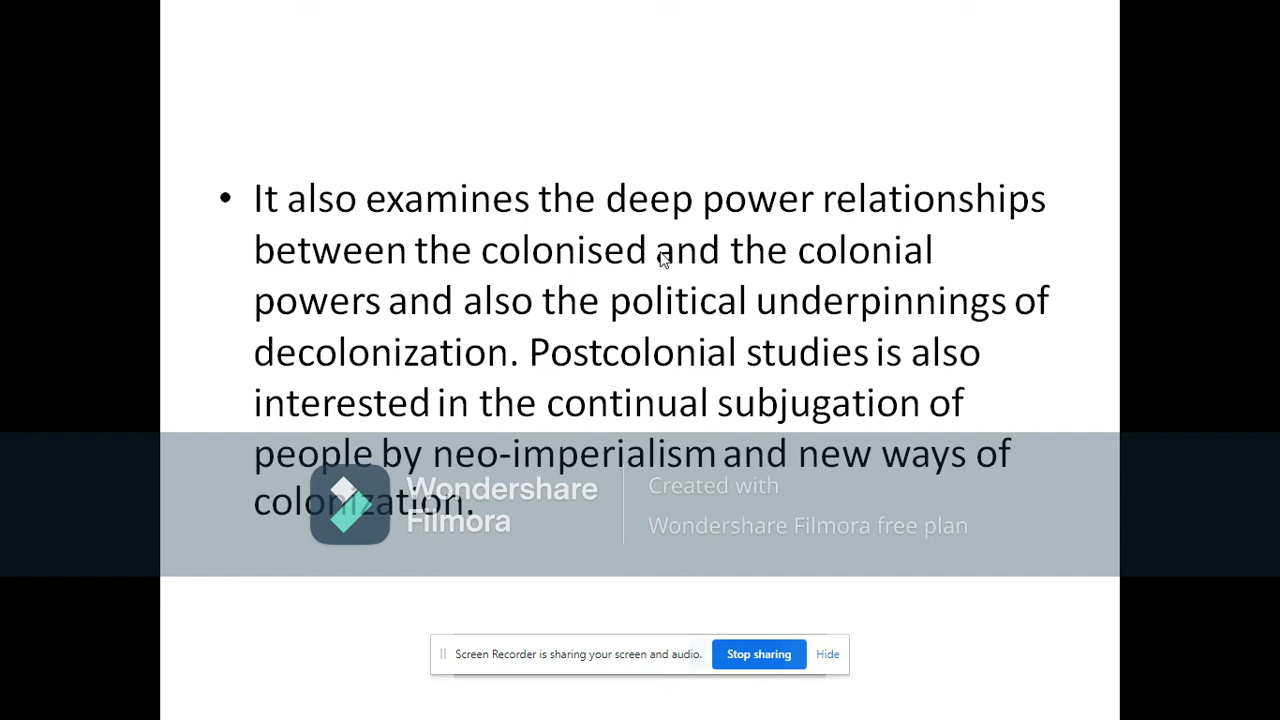 • It also examines the deep power relationships
between the colonised and the colonial
powers and also the political underpinnings of
decolonization. Postcolonial studies is also
interested in the continual subjugation of
people by neo-imperialism and new ways of
colonization.
Wondershare
Filmora
Created with
Wondershare Filmora free plan
Screen Recorder is sharing your screen and audio. Stop sharing Hide